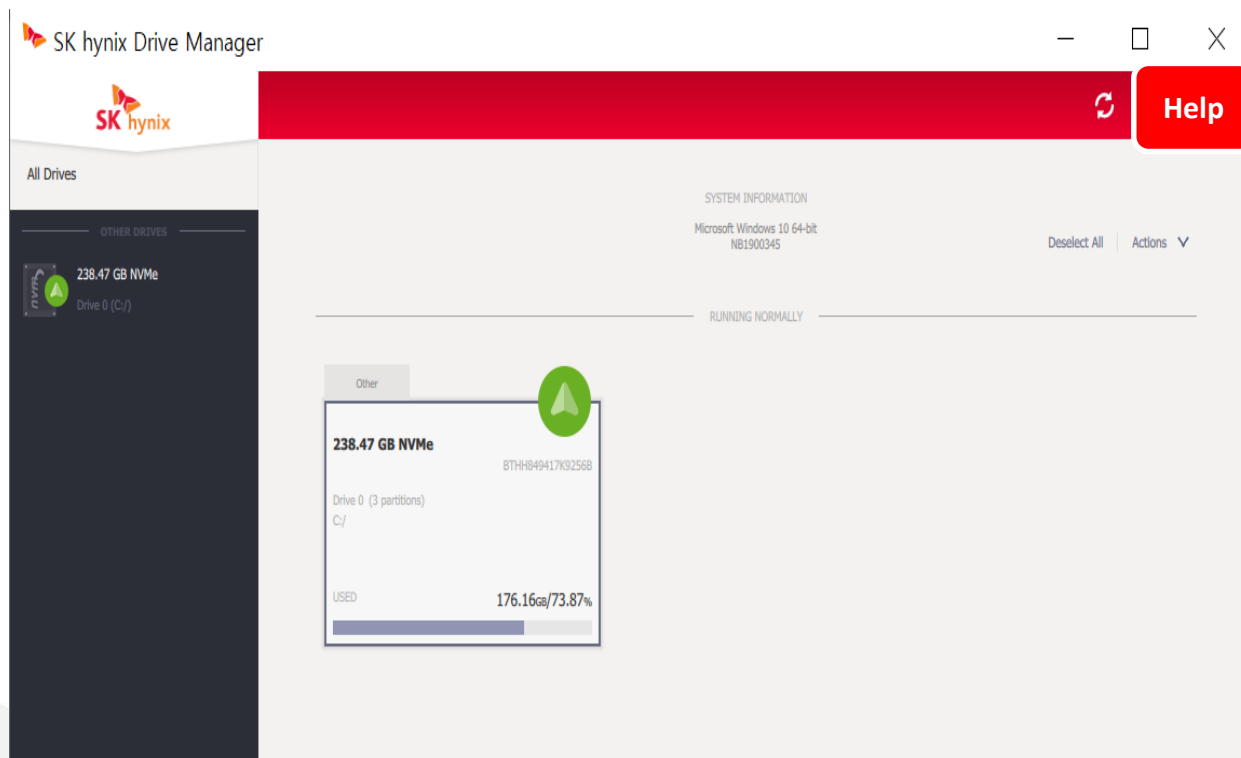 SK hynix Drive Manager
SK hynix
Help
All Drives
SYSTEM INFORMATION
Microsoft Windows 10 64-bit
NB1900345
Deselect All
Actions
OTHER DRIVES
nvme
238.47 GB NVMe
Drive 0 (C:/)
RUNNING NORMALLY
Other
238.47 GB NVMe
BTHH849417K9256B
Drive 0 (3 partitions)
C:/
USED
176.16GB/73.87%